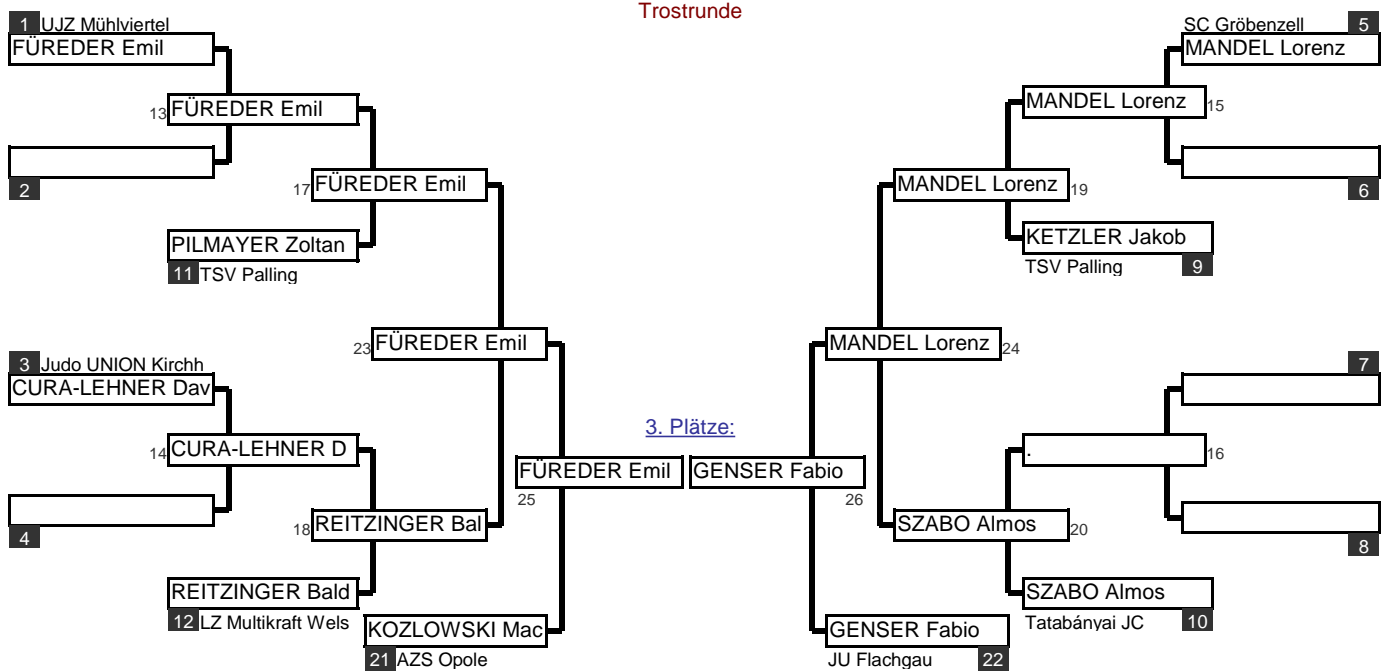 Trostrunde
1 UJZ Mühlviertel
FÜREDER Emil
13 FÜREDER Emil
2
17 FÜREDER Emil
PILMAYER Zoltan
11 TSV Palling
23 FÜREDER Emil
3 Judo UNION Kirchh
CURA-LEHNER Dav
14 CURA-LEHNER D
4
18 REITZINGER Bal
REITZINGER Bald
12 LZ Multikraft Wels
KOZLOWSKI Mac
21 AZS Opole
3. Plätze:
FÜREDER Emil
25
GENSER Fabio
26
SC Gröbenzell 5
MANDEL Lorenz
MANDEL Lorenz 15
6
MANDEL Lorenz 19
KETZLER Jakob
TSV Palling 9
MANDEL Lorenz 24
7
. 16
8
SZABO Almos 20
SZABO Almos
Tatabányai JC 10
GENSER Fabio
JU Flachgau 22